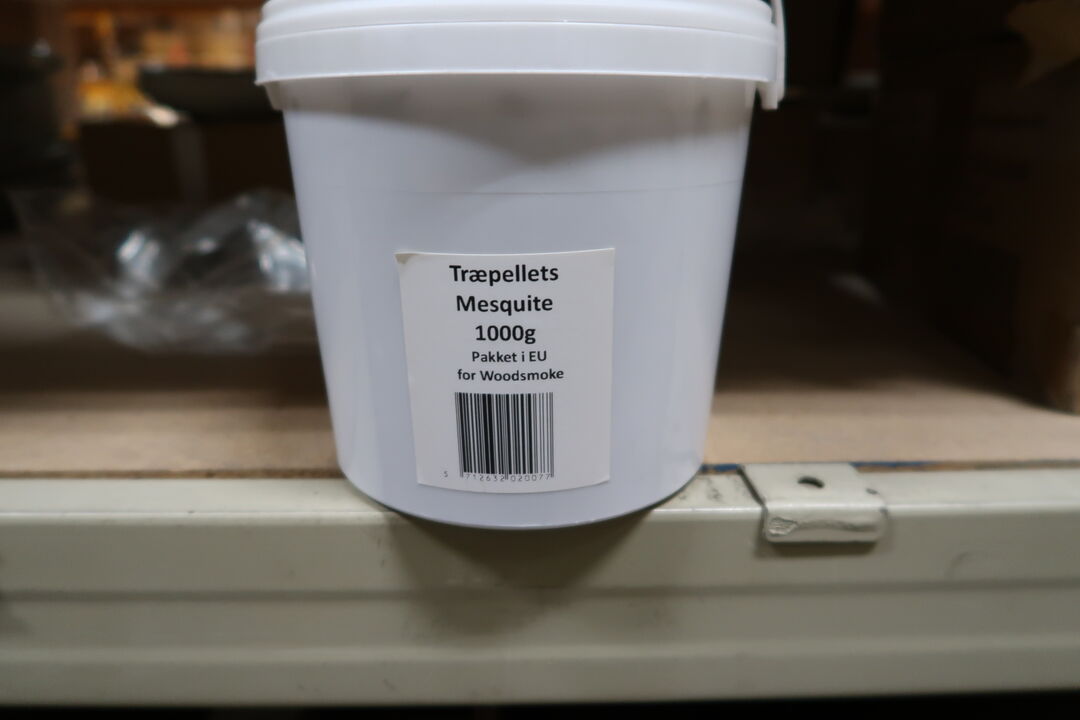 Træpellets
Mesquite
1000g
Pakket i EU
for Woodsmoke
5 712632 020077